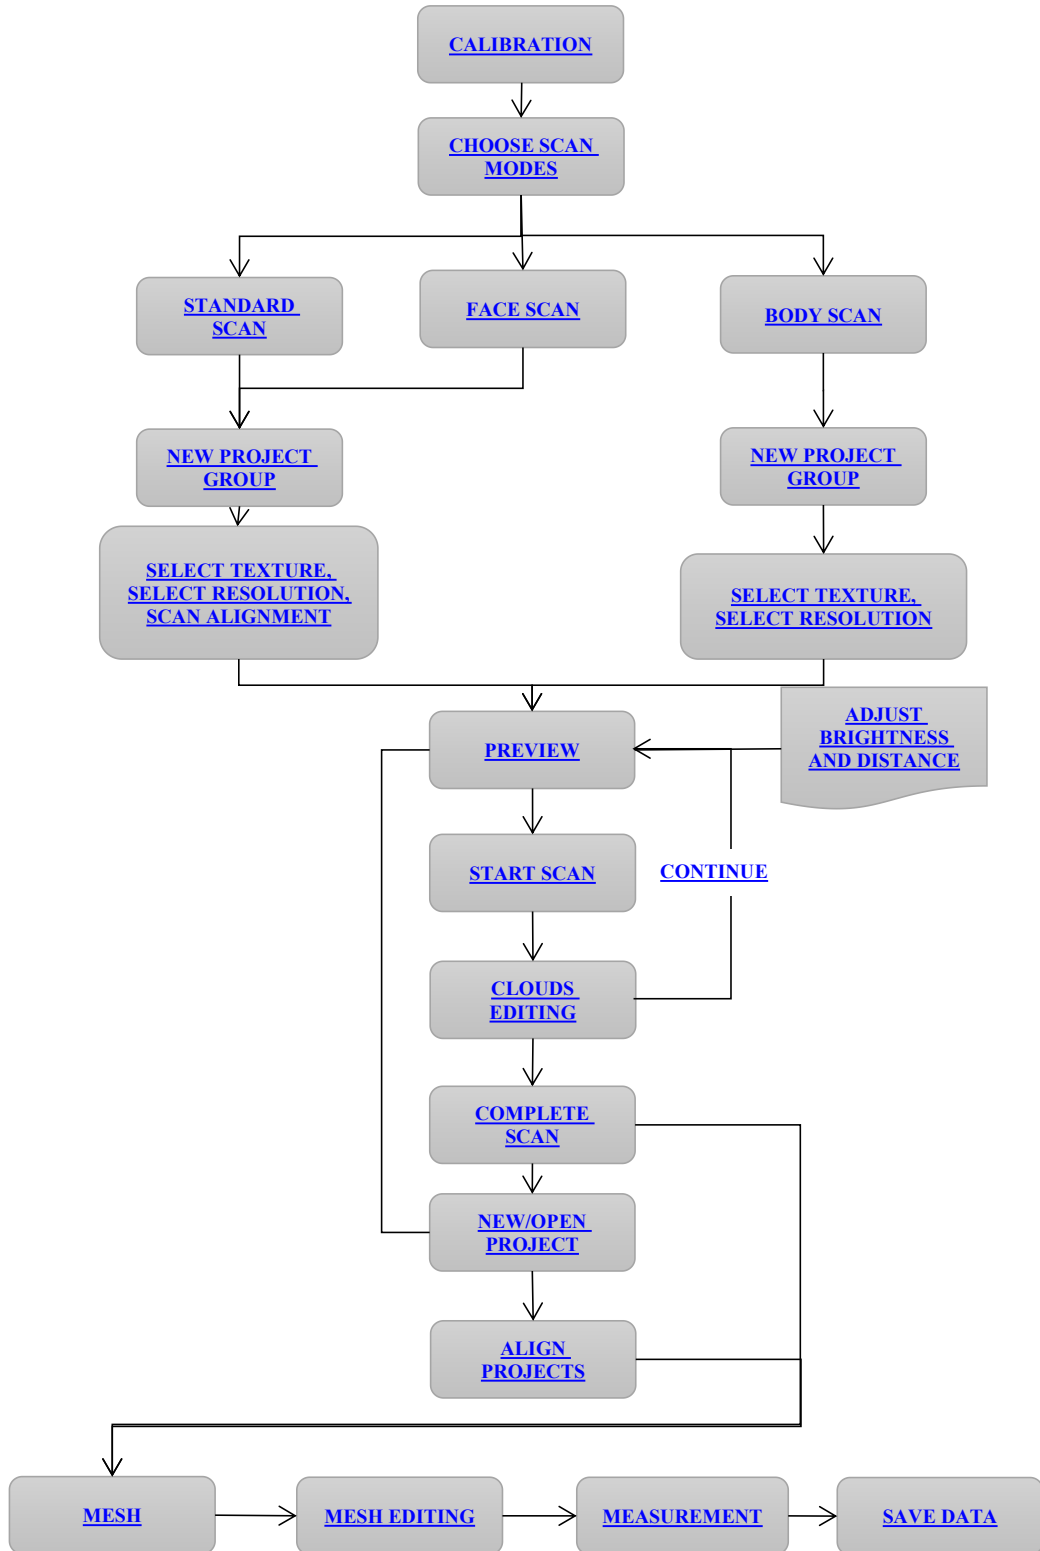 CALIBRATION
CHOOSE SCAN
MODES
STANDARD
SCAN
FACE SCAN
BODY SCAN
NEW PROJECT
GROUP
NEW PROJECT
GROUP
SELECT TEXTURE,
SELECT RESOLUTION,
SCAN ALIGNMENT
SELECT TEXTURE,
SELECT RESOLUTION
ADJUST
BRIGHTNESS
AND DISTANCE
PREVIEW
START SCAN
CONTINUE
CLOUDS
EDITING
COMPLETE
SCAN
NEW/OPEN
PROJECT
ALIGN
PROJECTS
MESH
MESH EDITING
MEASUREMENT
SAVE DATA